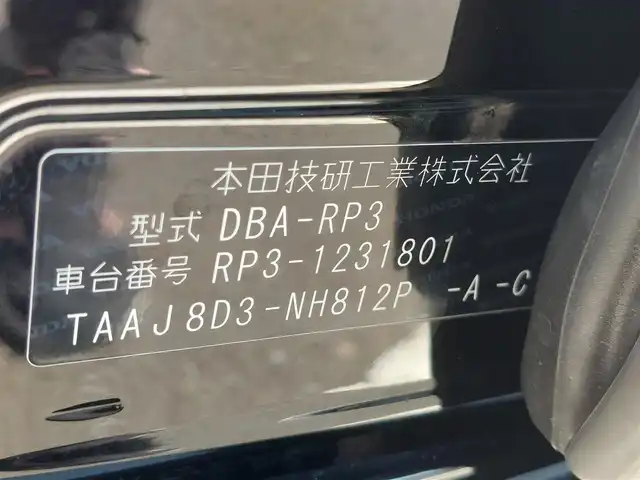 本田技研工業株式会社
型式 DBA-RP3
車台番号 RP3-1231801
TAAJ8D3-NH812P -A -C